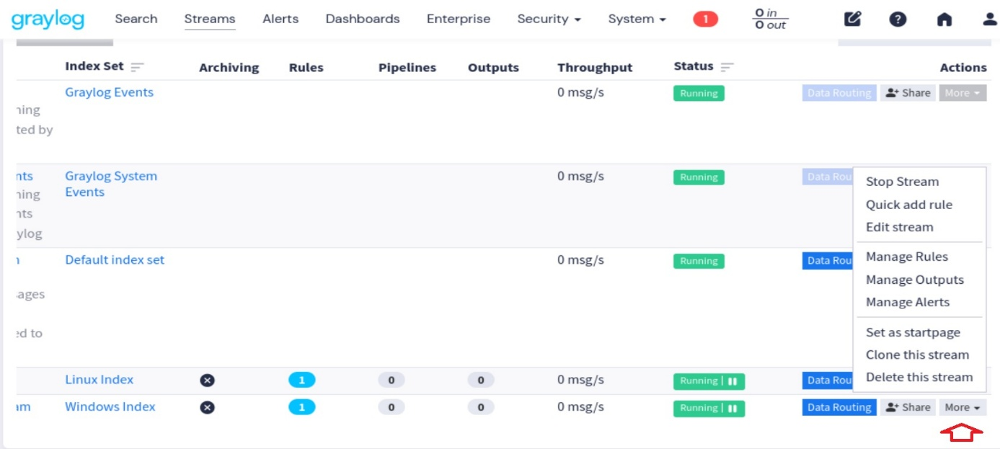 graylog Search Streams Alerts Dashboards Enterprise Security System 1 0 in
0 out
Index Set Archiving Rules Pipelines Outputs Throughput Status Actions
Graylog Events 0 msg/s Running Data Routing Share More
ning
ted by
nts Graylog System 0 msg/s Running Data Rou
ning Events
nts
ylog
Default index set 0 msg/s Running Data Rou
ages
ed to
Linux Index 1 0 0 0 msg/s Running | Data Rou
am Windows Index 1 0 0 0 msg/s Running | Data Routing Share More
Stop Stream
Quick add rule
Edit stream
Manage Rules
Manage Outputs
Manage Alerts
Set as startpage
Clone this stream
Delete this stream